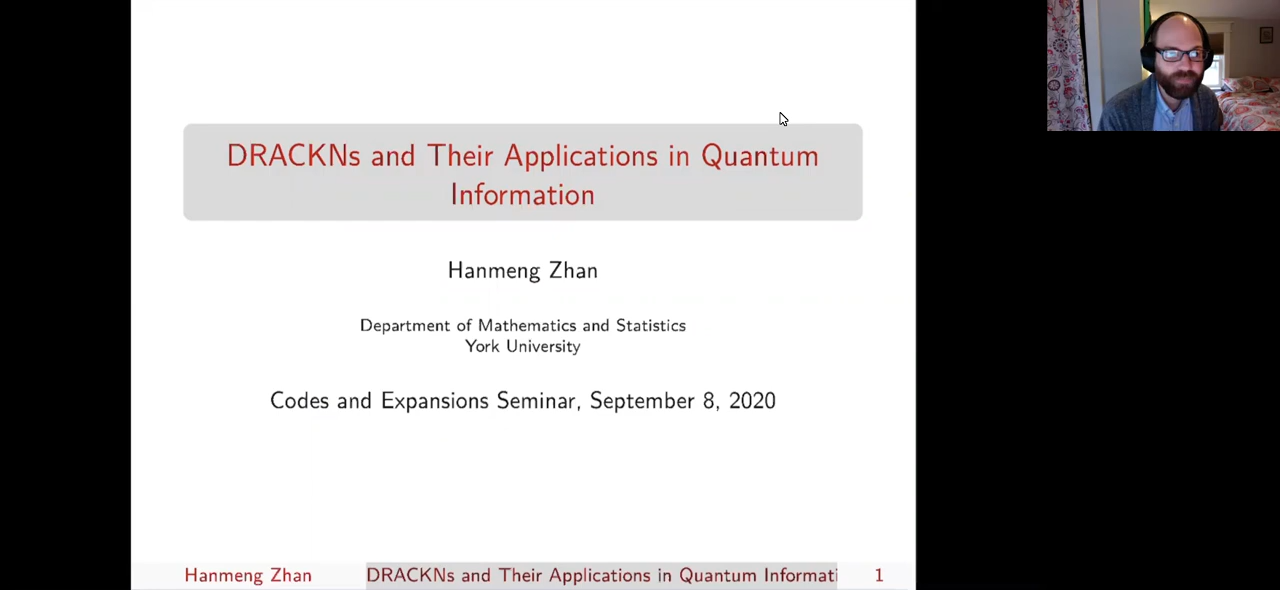 DRACKNs and Their Applications in Quantum
Information
Hanmeng Zhan
Department of Mathematics and Statistics
York University
Codes and Expansions Seminar, September 8, 2020
Hanmeng Zhan
DRACKNs and Their Applications in Quantum Informati
1